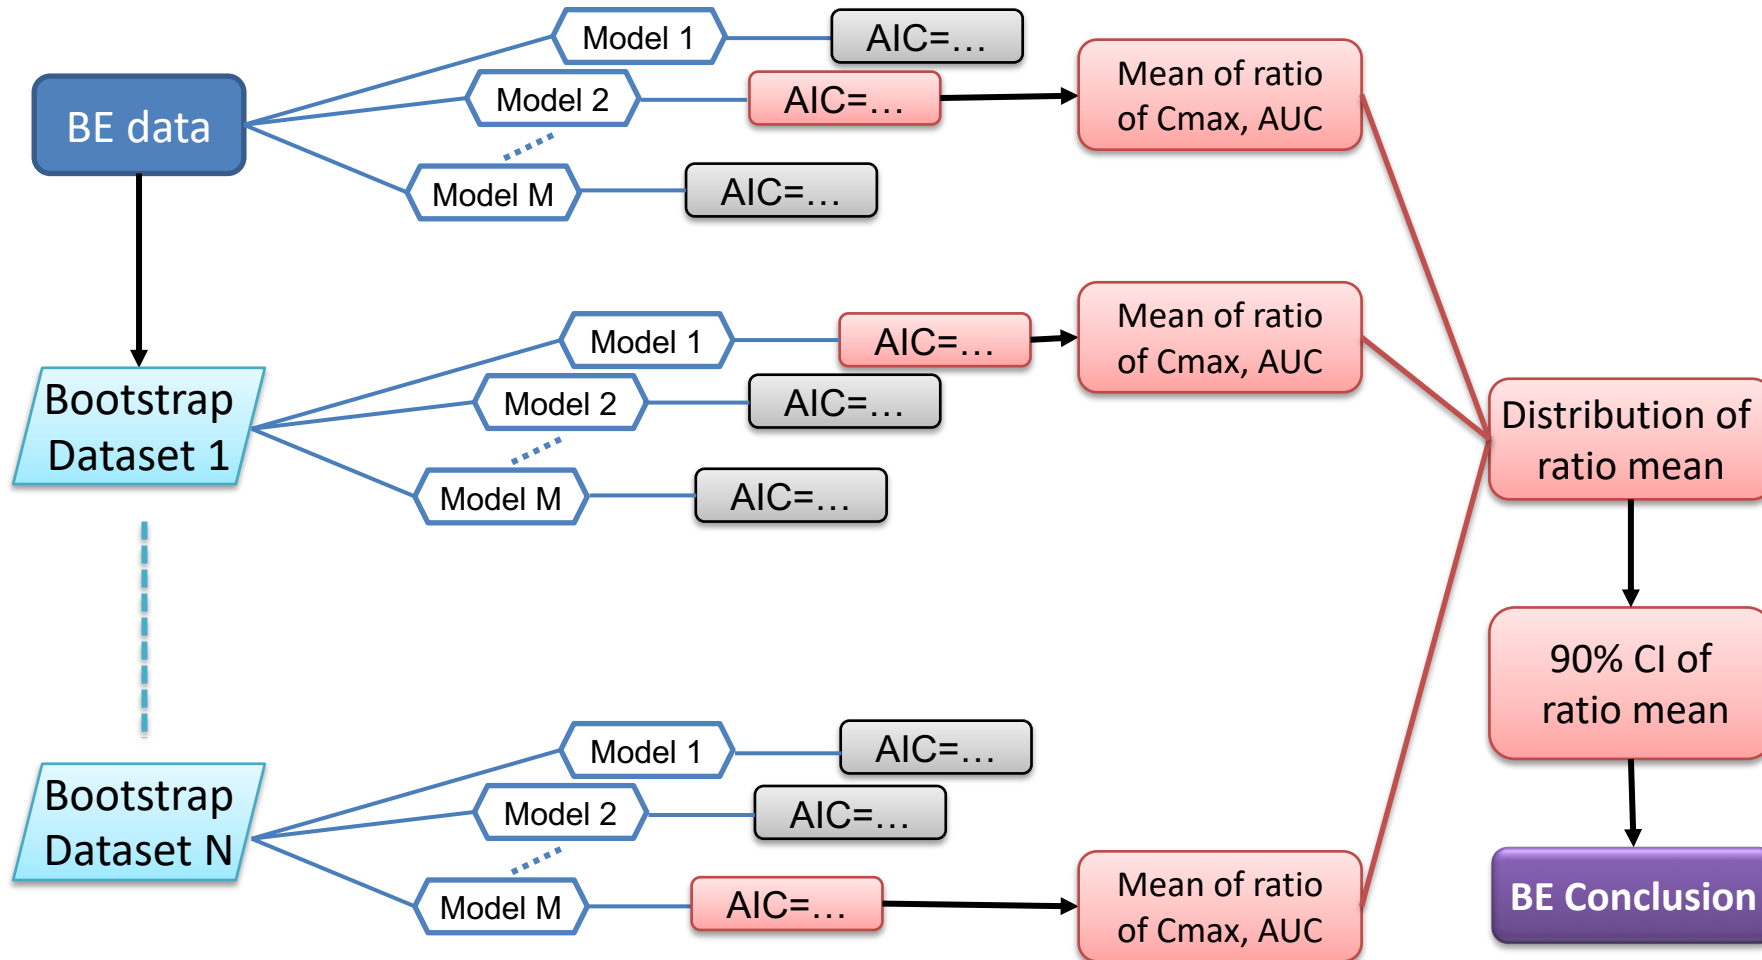 BE data
Model 1
AIC=...
Model 2
AIC=...
Model M
AIC=...
Mean of ratio
of Cmax, AUC
Bootstrap
Dataset 1
Model 1
AIC=...
Model 2
AIC=...
Model M
AIC=...
Mean of ratio
of Cmax, AUC
Bootstrap
Dataset N
Model 1
AIC=...
Model 2
AIC=...
Model M
AIC=...
Mean of ratio
of Cmax, AUC
Distribution of
ratio mean
90% CI of
ratio mean
BE Conclusion